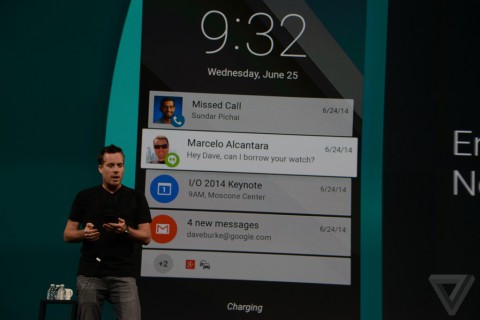 9:32
Wednesday, June 25
Missed Call
Sundar Pichai 6/24/14
Marcelo Alcantara
Hey Dave, can I borrow your watch? 6/24/14
I/O 2014 Keynote 6/24/14
9AM, Moscone Center
4 new messages
daveburke@google.com 6/24/14
+2
Charging